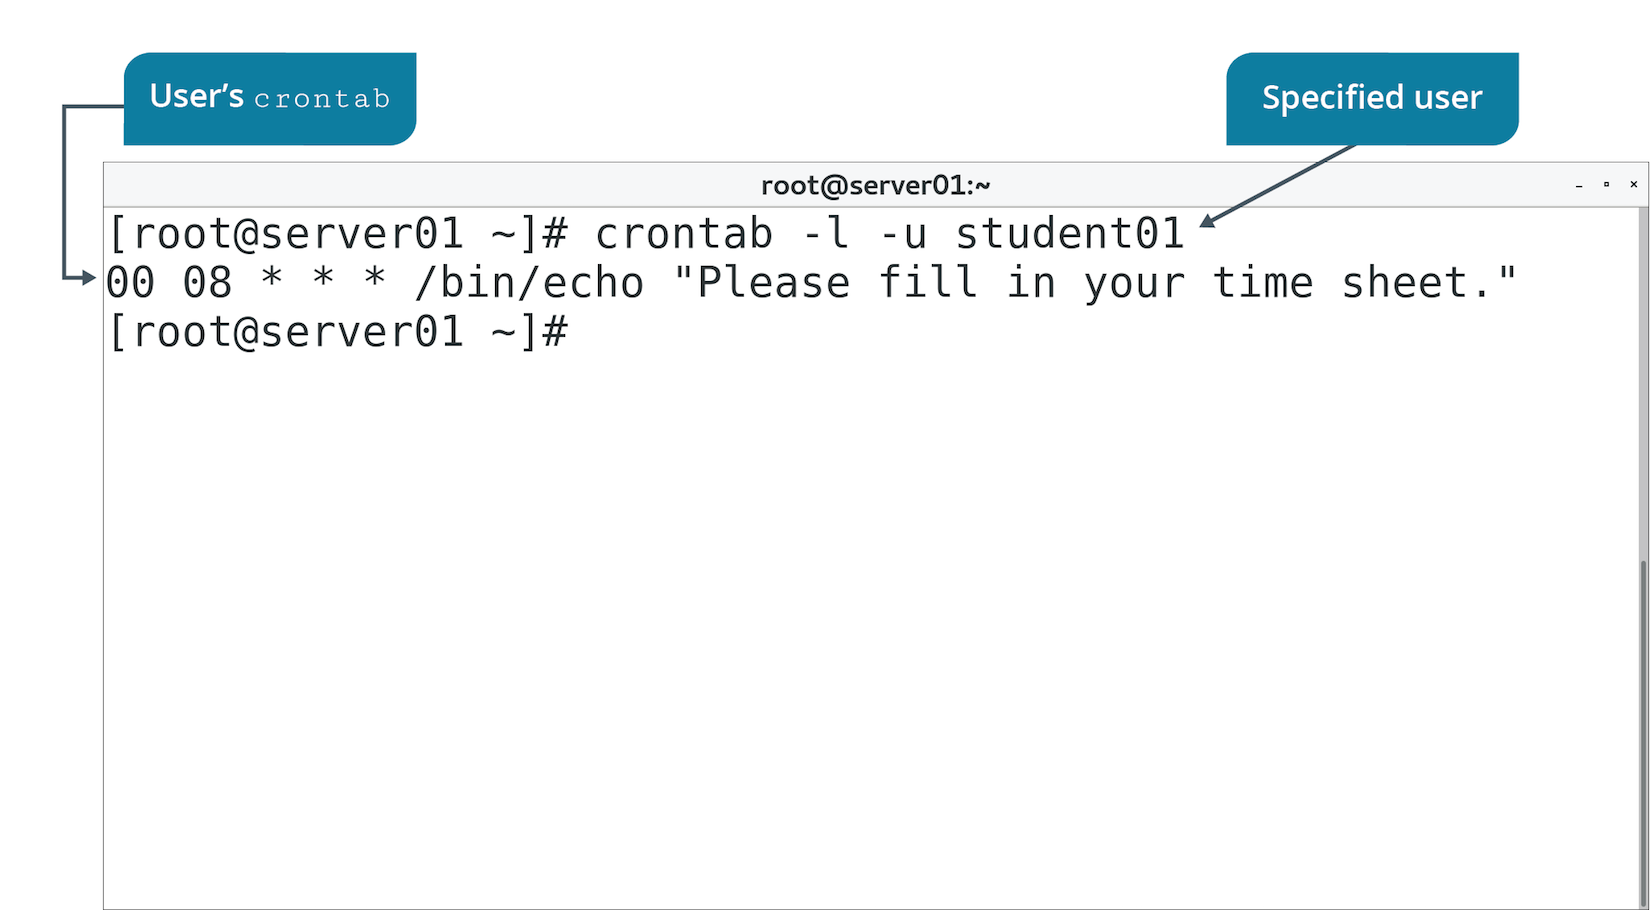 User’s crontab
Specified user
root@server01:~
[root@server01 ~]# crontab -l -u student01
00 08 * * * /bin/echo "Please fill in your time sheet."
[root@server01 ~]#